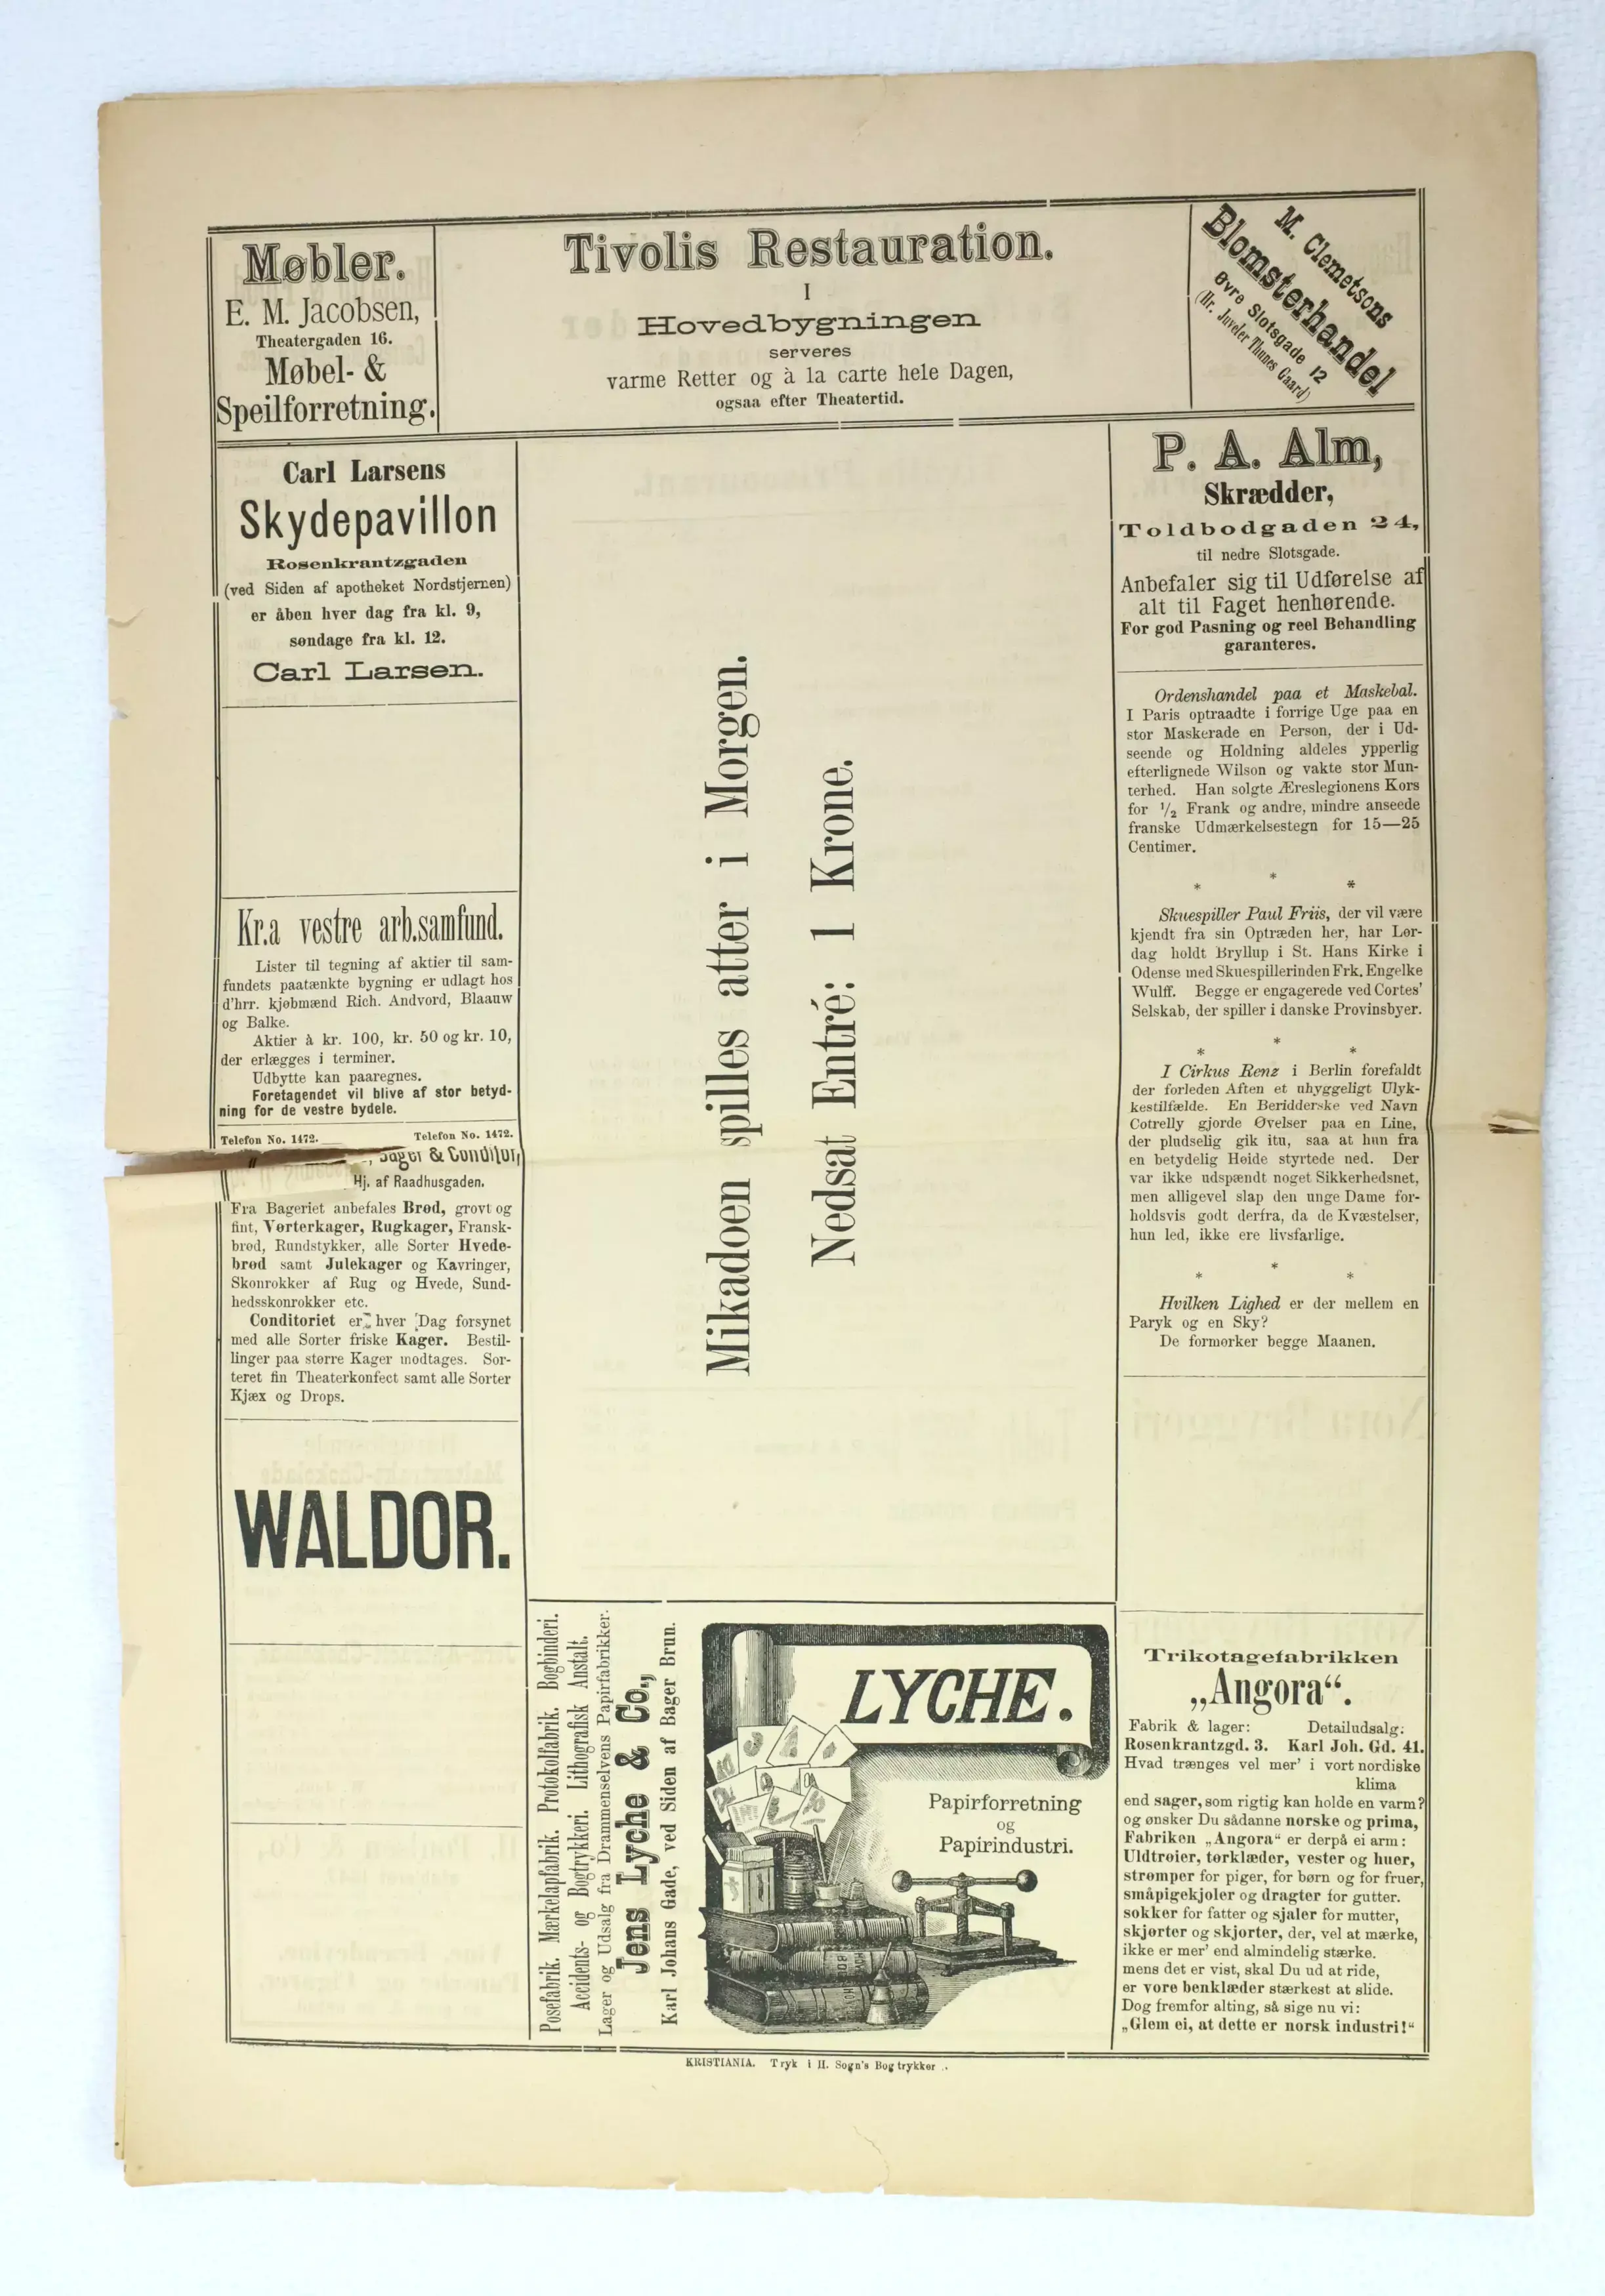 Møbler.
E. M. Jacobsen,
Theatergaden 16.
Møbel- &
Speilforretning.
Tivolis Restauration.
I
Hovedbygningen
serveres
varme Retter og à la carte hele Dagen,
ogsaa efter Theatertid.
M. Clemetsons
Blomsterhandel
Øvre Slotsgade 12
(Hr. Juveler Thunes Gaard)
Carl Larsens
Skydepavillon
Rosenkrantzgaden
(ved Siden af apotheket Nordstjernen)
er åben hver dag fra kl. 9,
søndage fra kl. 12.
Carl Larsen.
Kr.a vestre arb.samfund.
Lister til tegning af aktier til sam-
fundets paatænkte bygning er udlagt hos
d'hrr. kjøbmænd Rich. Andvord, Blaauw
og Balke.
Aktier à kr. 100, kr. 50 og kr. 10,
der erlægges i terminer.
Udbytte kan paaregnes.
Foretagendet vil blive af stor betyd-
ning for de vestre bydele.
Telefon No. 1472. Telefon No. 1472.
Bager & Conditor,
Hj. af Raadhusgaden.
Fra Bageriet anbefales Brød, grovt og
fint, Vørterkager, Rugkager, Fransk-
brød, Rundstykker, alle Sorter Hvede-
brød samt Julekager og Kavringer,
Skonrokker af Rug og Hvede, Sund-
hedsskonrokker etc.
Conditoriet er hver Dag forsynet
med alle Sorter friske Kager. Bestil-
linger paa større Kager modtages. Sor-
teret fin Theaterkonfect samt alle Sorter
Kjæx og Drops.
WALDOR.
Mikadoen spilles atter i Morgen.
Nedsat Entré: 1 Krone.
Posefabrik. Mærkelapfabrik. Protokolfabrik. Bogbinderi.
Accidents- og Bogtrykkeri. Lithografisk Anstalt.
Lager og Udsalg fra Drammenselvens Papirfabrikker.
Jens Lyche & Co.,
Karl Johans Gade, ved Siden af Bager Brun.
LYCHE.
Papirforretning
og
Papirindustri.
P. A. Alm,
Skrædder,
Toldbodgaden 24,
til nedre Slotsgade.
Anbefaler sig til Udførelse af
alt til Faget henhørende.
For god Pasning og reel Behandling
garanteres.
Ordenshandel paa et Maskebal.
I Paris optraadte i forrige Uge paa en
stor Maskerade en Person, der i Ud-
seende og Holdning aldeles ypperlig
efterlignede Wilson og vakte stor Mun-
terhed. Han solgte Æreslegionens Kors
for 1/2 Frank og andre, mindre anseede
franske Udmærkelsestegn for 15—25
Centimer.
* * *
Skuespiller Paul Friis, der vil være
kjendt fra sin Optræden her, har Lør-
dag holdt Bryllup i St. Hans Kirke i
Odense med Skuespillerinden Frk. Engelke
Wulff. Begge er engagerede ved Cortes'
Selskab, der spiller i danske Provinsbyer.
* * *
I Cirkus Renz i Berlin forefaldt
der forleden Aften et uhyggeligt Ulyk-
kestilfælde. En Beridderske ved Navn
Cotrelly gjorde Øvelser paa en Line,
der pludselig gik itu, saa at hun fra
en betydelig Høide styrtede ned. Der
var ikke udspændt noget Sikkerhedsnet,
men alligevel slap den unge Dame for-
holdsvis godt derfra, da de Kvæstelser,
hun led, ikke ere livsfarlige.
* * *
Hvilken Lighed er der mellem en
Paryk og en Sky?
De formørker begge Maanen.
Trikotagefabrikken
„Angora“.
Fabrik & lager: Detailudsalg:
Rosenkrantzgd. 3. Karl Joh. Gd. 41.
Hvad trænges vel mer' i vort nordiske
klima
end sager, som rigtig kan holde en varm?
og ønsker Du sådanne norske og prima,
Fabriken „Angora“ er derpå ei arm:
Uldtrøier, tørklæder, vester og huer,
strømper for piger, for børn og for fruer,
småpigekjoler og dragter for gutter.
sokker for fatter og sjaler for mutter,
skjørter og skjorter, der, vel at mærke,
ikke er mer' end almindelig stærke.
mens det er vist, skal Du ud at ride,
er vore benklæder stærkest at slide.
Dog fremfor alting, så sige nu vi:
„Glem ei, at dette er norsk industri!“
KRISTIANIA. Tryk i H. Sogn's Bogtrykker